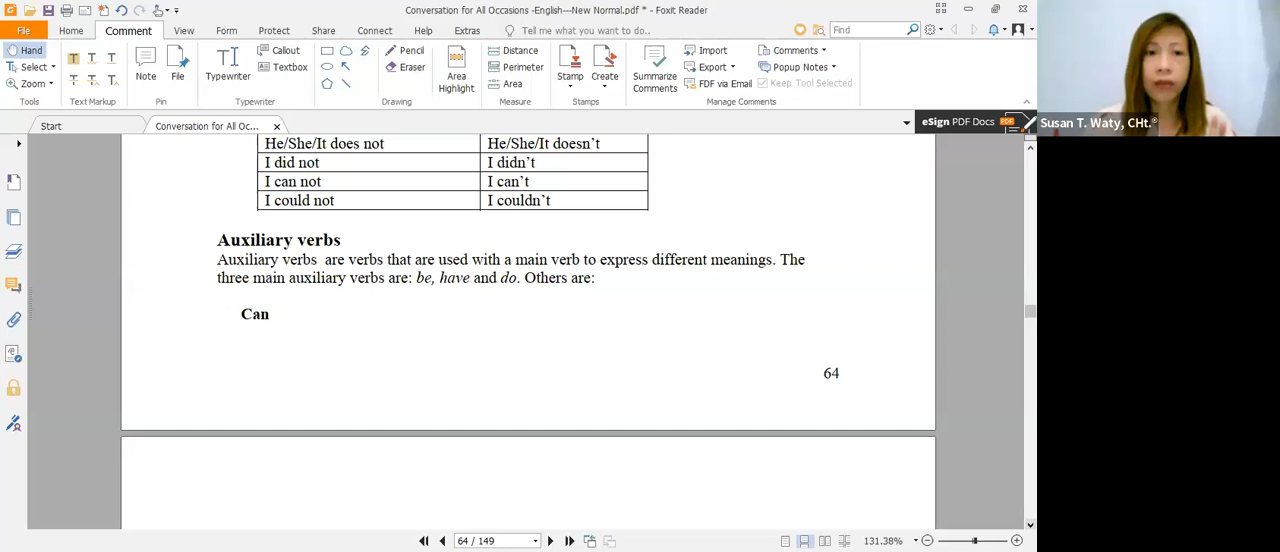 Conversation for All Occasions -English---New Normal.pdf * - Foxit Reader
File Home Comment View Form Protect Share Connect Help Extras Tell me what you want to do.. Find
Hand
Select
Zoom
Tools
Text Markup
Note
File
Pin
Typewriter
Callout
Textbox
Typewriter
Pencil
Eraser
Drawing
Area
Highlight
Distance
Perimeter
Area
Measure
Stamp
Create
Stamps
Summarize
Comments
Import
Export
FDF via Email
Comments
Popup Notes
Keep Tool Selected
Manage Comments
Start
Conversation for All Oc...
eSign PDF Docs
PDF
Susan T. Waty, CHt.®
He/She/It does not He/She/It doesn’t
I did not I didn’t
I can not I can’t
I could not I couldn’t
Auxiliary verbs
Auxiliary verbs are verbs that are used with a main verb to express different meanings. The
three main auxiliary verbs are: be, have and do. Others are:
Can
64
64 / 149
131.38%